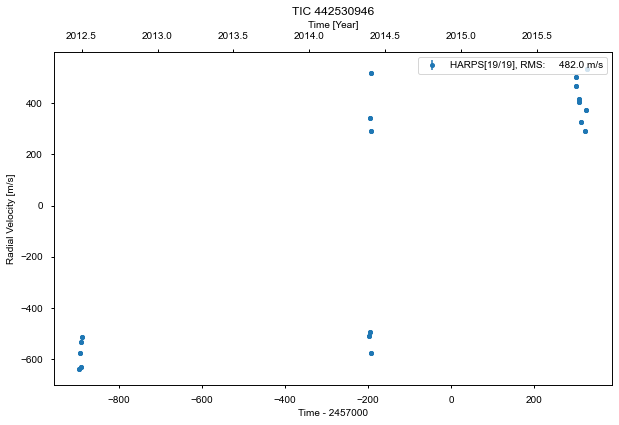 TIC 442530946
Time [Year]
2012.5 2013.0 2013.5 2014.0 2014.5 2015.0 2015.5
HARPS[19/19], RMS: 482.0 m/s
Radial Velocity [m/s]
400
200
0
−200
−400
−600
−800 −600 −400 −200 0 200
Time - 2457000